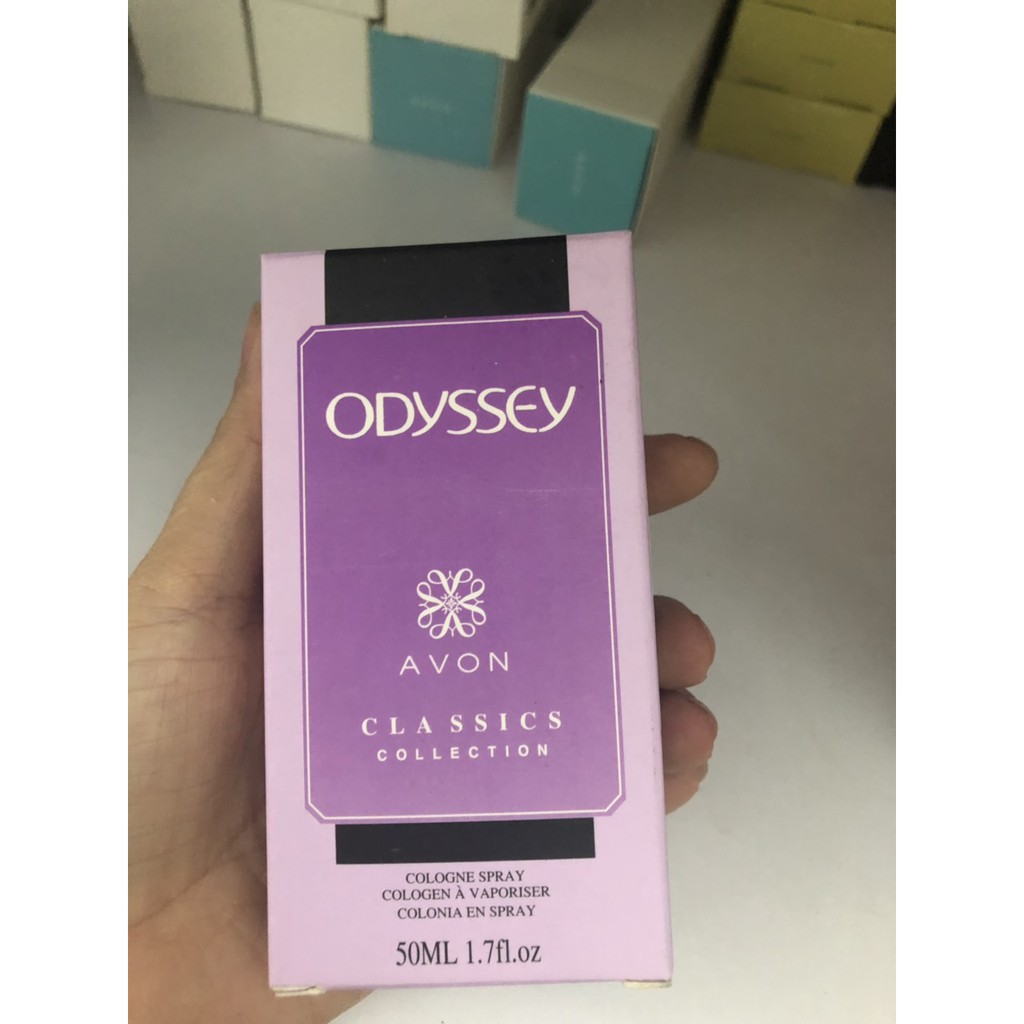 ODYSSEY
AVON
CLASSICS
COLLECTION
COLOGNE SPRAY
COLOGEN À VAPORISER
COLONIA EN SPRAY
50ML 1.7fl.oz